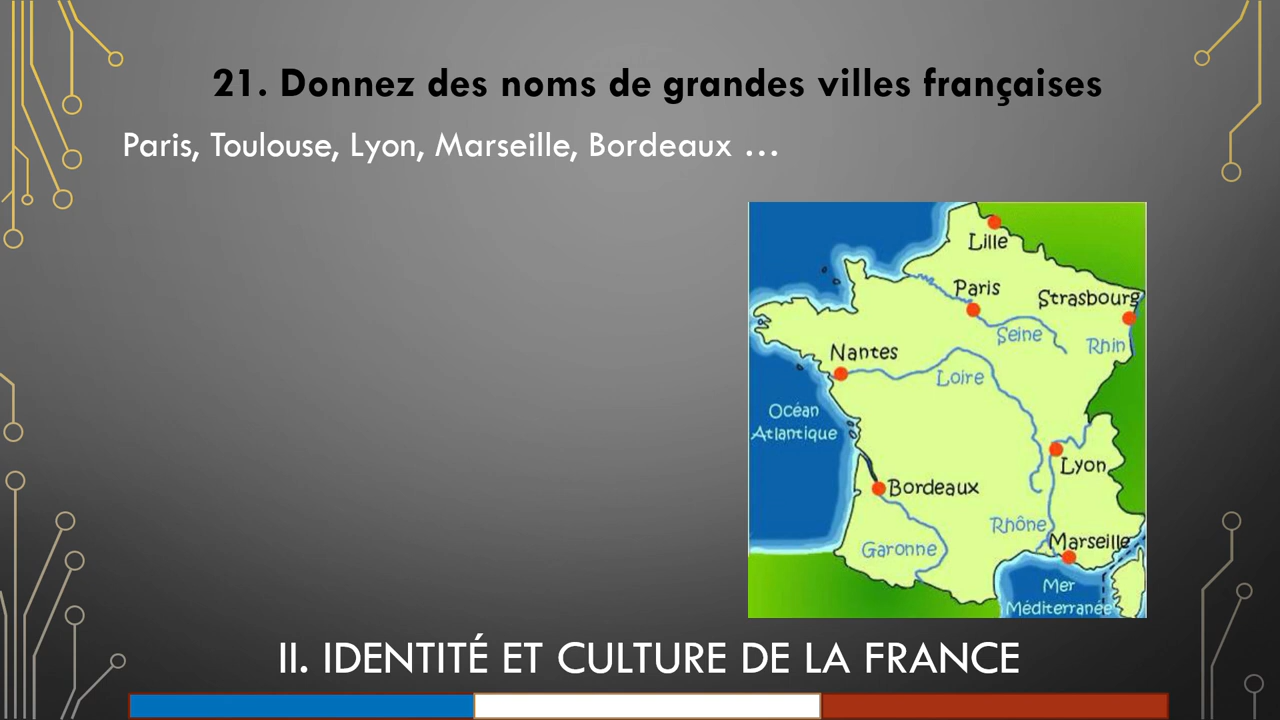 21. Donnez des noms de grandes villes françaises
Paris, Toulouse, Lyon, Marseille, Bordeaux …
Lille
Paris
Strasbourg
Seine
Rhin
Nantes
Loire
Océan
Atlantique
Lyon
Bordeaux
Rhône
Marseille
Garonne
Mer
Méditerranée
II. IDENTITÉ ET CULTURE DE LA FRANCE